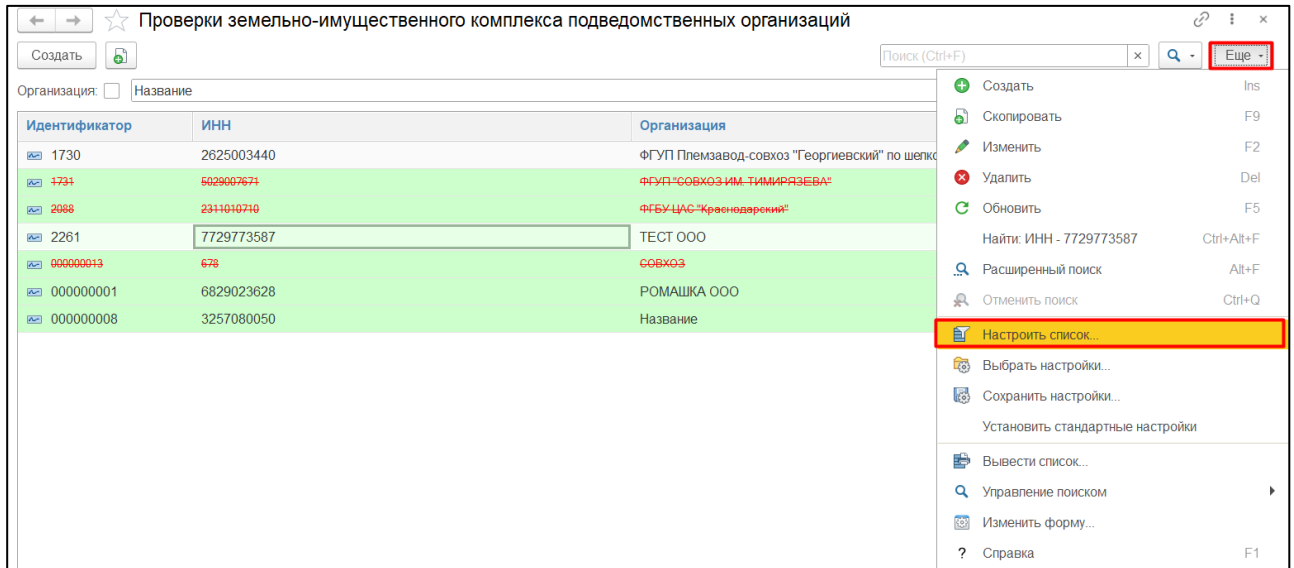 Проверки земельно-имущественного комплекса подведомственных организаций
Создать Поиск (Ctrl+F) Еще
Организация: Название
Идентификатор ИНН Организация
1730 2625003440 ФГУП Племзавод-совхоз "Георгиевский" по шелко
1731 5029007671 ФГУП "СОВХОЗ ИМ. ТИМИРЯЗЕВА"
2088 2311010710 ФГБУ ЦАС "Краснодарский"
2261 7729773587 ТЕСТ ООО
000000013 678 СОВХОЗ
000000001 6829023628 РОМАШКА ООО
000000008 3257080050 Название
Создать Ins
Скопировать F9
Изменить F2
Удалить Del
Обновить F5
Найти: ИНН - 7729773587 Ctrl+Alt+F
Расширенный поиск Alt+F
Отменить поиск Ctrl+Q
Настроить список...
Выбрать настройки...
Сохранить настройки...
Установить стандартные настройки
Вывести список...
Управление поиском
Изменить форму...
? Справка F1